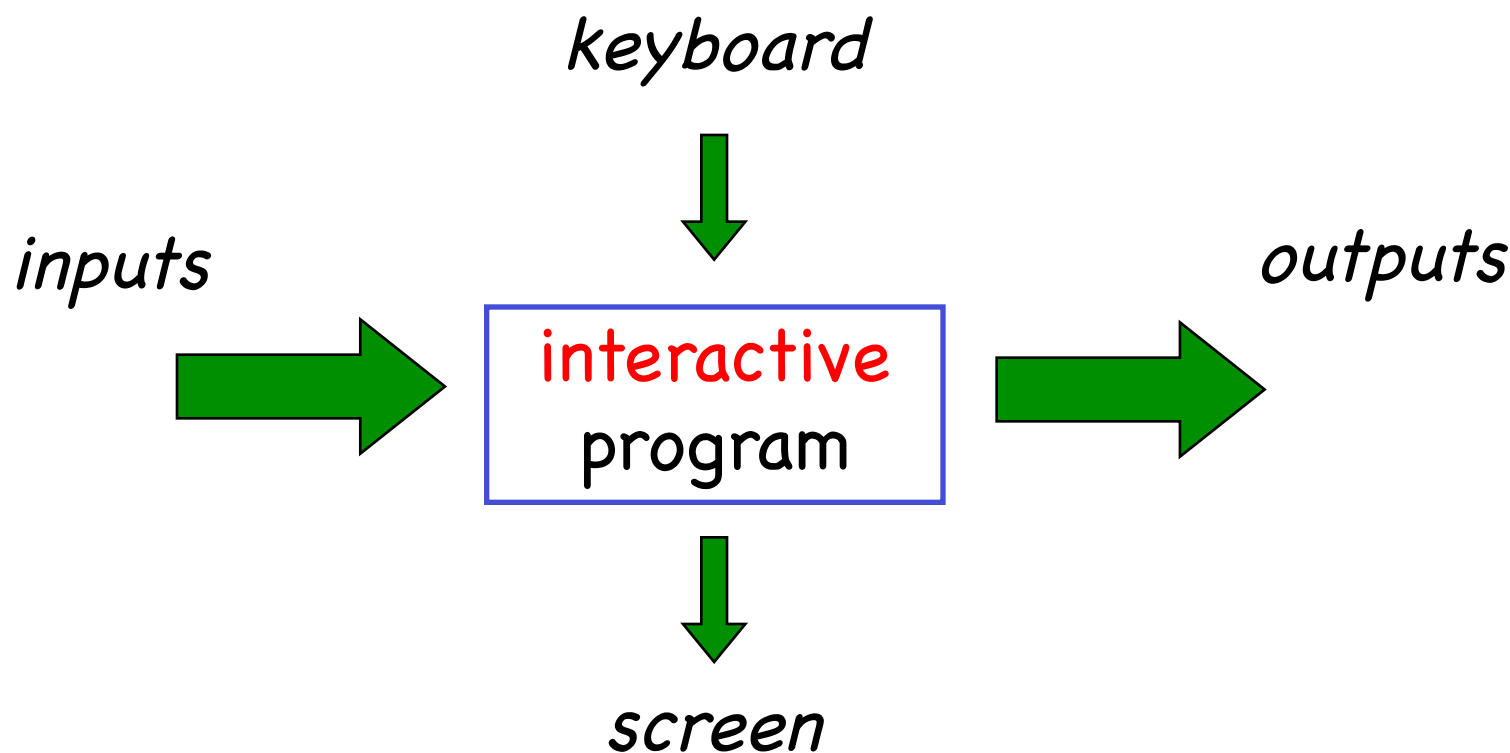 keyboard
inputs
outputs
interactive
program
screen